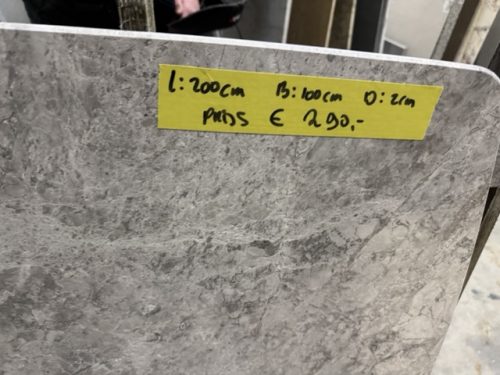 L: 200cm B: 100cm D: 2cm
PRIJS € 290,-